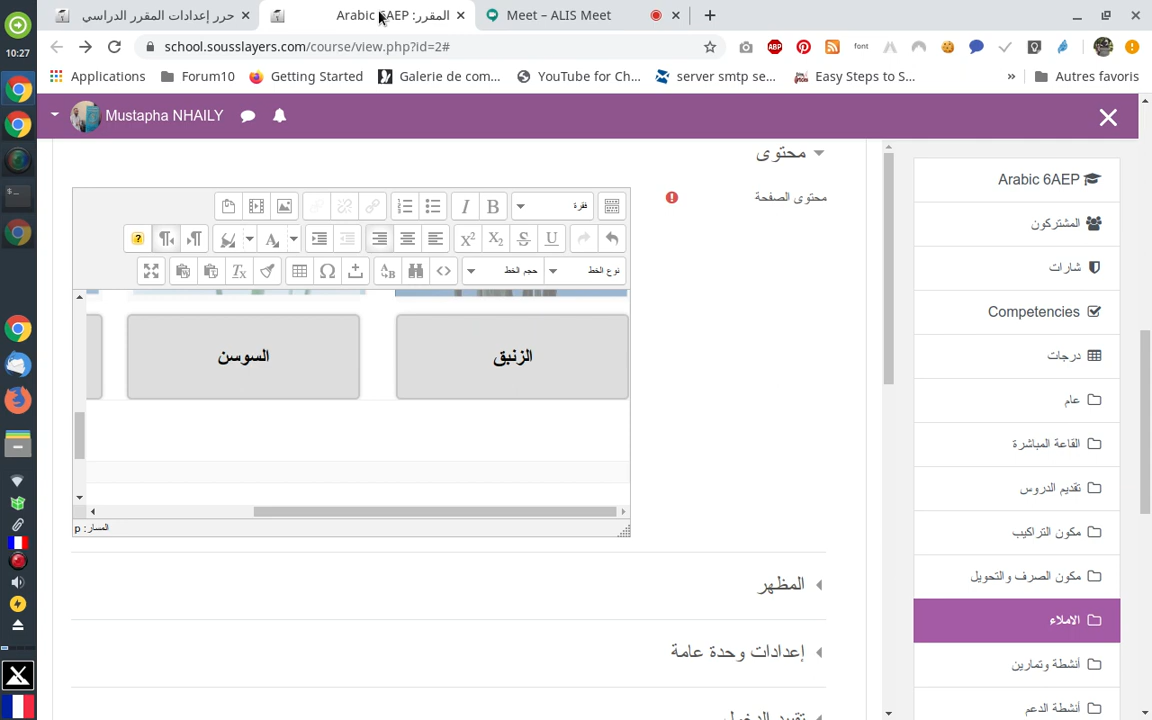 10:27
حرر إعدادات المقرر الدراسي
المقرر: Arabic 6AEP
Meet – ALIS Meet
school.sousslayers.com/course/view.php?id=2#
Applications
Forum10
Getting Started
Galerie de com...
YouTube for Ch...
server smtp se...
Easy Steps to S...
»
Autres favoris
Mustapha NHAILY
محتوى
محتوى الصفحة
فقرة
نوع الخط
حجم الخط
الزنبق
السوسن
المسار: p
المظهر
إعدادات وحدة عامة
تقييد الدخول
Arabic 6AEP
المشتركون
شارات
Competencies
درجات
عام
القاعة المباشرة
تقديم الدروس
مكون التراكيب
مكون الصرف والتحويل
الاملاء
أنشطة وتمارين
أنشطة الدعم